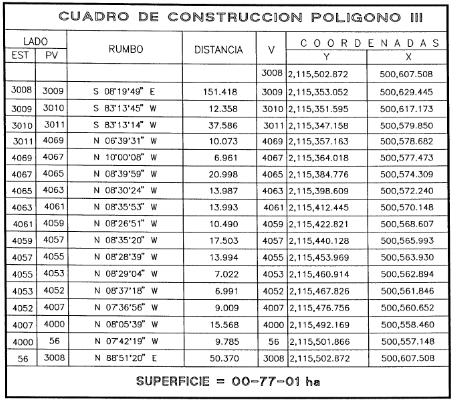 CUADRO DE CONSTRUCCION POLIGONO III
LADO RUMBO DISTANCIA V COORDENADAS
EST PV Y X
3008 2,115,502.872 500,607.508
3008 3009 S 08°19'49" E 151.418 3009 2,115,353.052 500,629.445
3009 3010 S 83°13'45" W 12.358 3010 2,115,351.595 500,617.173
3010 3011 S 83°13'14" W 37.586 3011 2,115,347.158 500,579.850
3011 4069 N 06°39'31" W 10.073 4069 2,115,357.163 500,578.682
4069 4067 N 10°00'08" W 6.961 4067 2,115,364.018 500,577.473
4067 4065 N 08°39'59" W 20.998 4065 2,115,384.776 500,574.309
4065 4063 N 08°30'24" W 13.987 4063 2,115,398.609 500,572.240
4063 4061 N 08°35'53" W 13.993 4061 2,115,412.445 500,570.148
4061 4059 N 08°26'51" W 10.490 4059 2,115,422.821 500,568.607
4059 4057 N 08°35'20" W 17.503 4057 2,115,440.128 500,565.993
4057 4055 N 08°28'39" W 13.994 4055 2,115,453.969 500,563.930
4055 4053 N 08°29'04" W 7.022 4053 2,115,460.914 500,562.894
4053 4052 N 08°37'18" W 6.991 4052 2,115,467.826 500,561.846
4052 4007 N 07°36'56" W 9.009 4007 2,115,476.756 500,560.652
4007 4000 N 08°05'39" W 15.568 4000 2,115,492.169 500,558.460
4000 56 N 07°42'19" W 9.785 56 2,115,501.866 500,557.148
56 3008 N 88°51'20" E 50.370 3008 2,115,502.872 500,607.508
SUPERFICIE = 00-77-01 ha